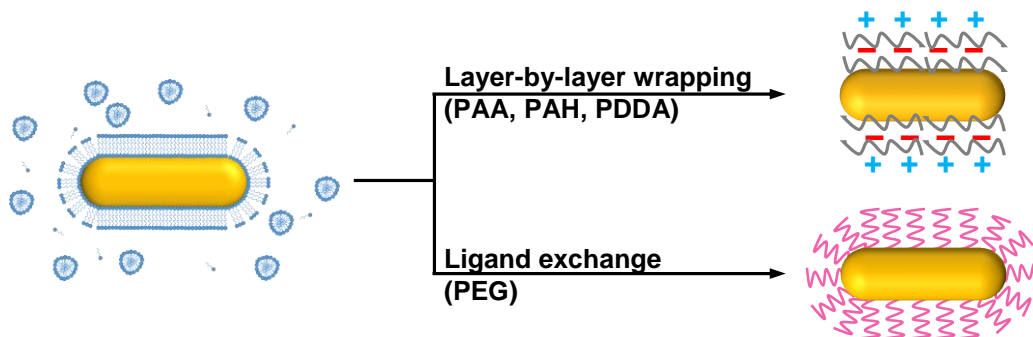 + + + +
− − − −
Layer-by-layer wrapping
(PAA, PAH, PDDA)
− − − −
+ + + +
Ligand exchange
(PEG)